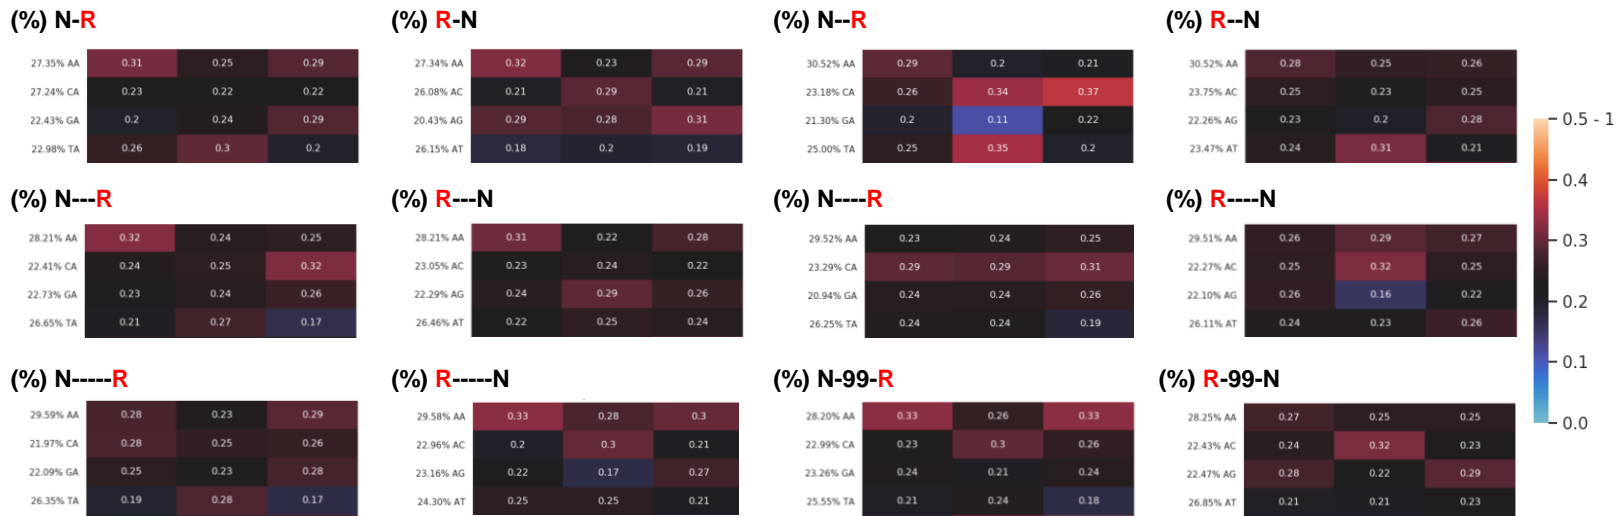 (%) N-R
(%) R-N
(%) N--R
(%) R--N
27.35% AA 0.31 0.25 0.29
27.24% CA 0.23 0.22 0.22
22.43% GA 0.2 0.24 0.29
22.98% TA 0.26 0.3 0.2
27.34% AA 0.32 0.23 0.29
26.08% AC 0.21 0.29 0.21
20.43% AG 0.29 0.28 0.31
26.15% AT 0.18 0.2 0.19
30.52% AA 0.29 0.2 0.21
23.18% CA 0.26 0.34 0.37
21.30% GA 0.2 0.11 0.22
25.00% TA 0.25 0.35 0.2
30.52% AA 0.28 0.25 0.26
23.75% AC 0.25 0.23 0.25
22.26% AG 0.23 0.2 0.28
23.47% AT 0.24 0.31 0.21
(%) N---R
(%) R---N
(%) N----R
(%) R----N
28.21% AA 0.32 0.24 0.25
22.41% CA 0.24 0.25 0.32
22.73% GA 0.23 0.24 0.26
26.65% TA 0.21 0.27 0.17
28.21% AA 0.31 0.22 0.28
23.05% AC 0.23 0.24 0.22
22.29% AG 0.24 0.29 0.26
26.46% AT 0.22 0.25 0.24
29.52% AA 0.23 0.24 0.25
23.29% CA 0.29 0.29 0.31
20.94% GA 0.24 0.24 0.26
26.25% TA 0.24 0.24 0.19
29.51% AA 0.26 0.29 0.27
22.27% AC 0.25 0.32 0.25
22.10% AG 0.26 0.16 0.22
26.11% AT 0.24 0.23 0.26
(%) N-----R
(%) R-----N
(%) N-99-R
(%) R-99-N
29.59% AA 0.28 0.23 0.29
21.97% CA 0.28 0.25 0.26
22.09% GA 0.25 0.23 0.28
26.35% TA 0.19 0.28 0.17
29.58% AA 0.33 0.28 0.3
22.96% AC 0.2 0.3 0.21
23.16% AG 0.22 0.17 0.27
24.30% AT 0.25 0.25 0.21
28.20% AA 0.33 0.26 0.33
22.99% CA 0.23 0.3 0.26
23.26% GA 0.24 0.21 0.24
25.55% TA 0.21 0.24 0.18
28.25% AA 0.27 0.25 0.25
22.43% AC 0.24 0.32 0.23
22.47% AG 0.28 0.22 0.29
26.85% AT 0.21 0.21 0.23
0.5 - 1
0.4
0.3
0.2
0.1
0.0